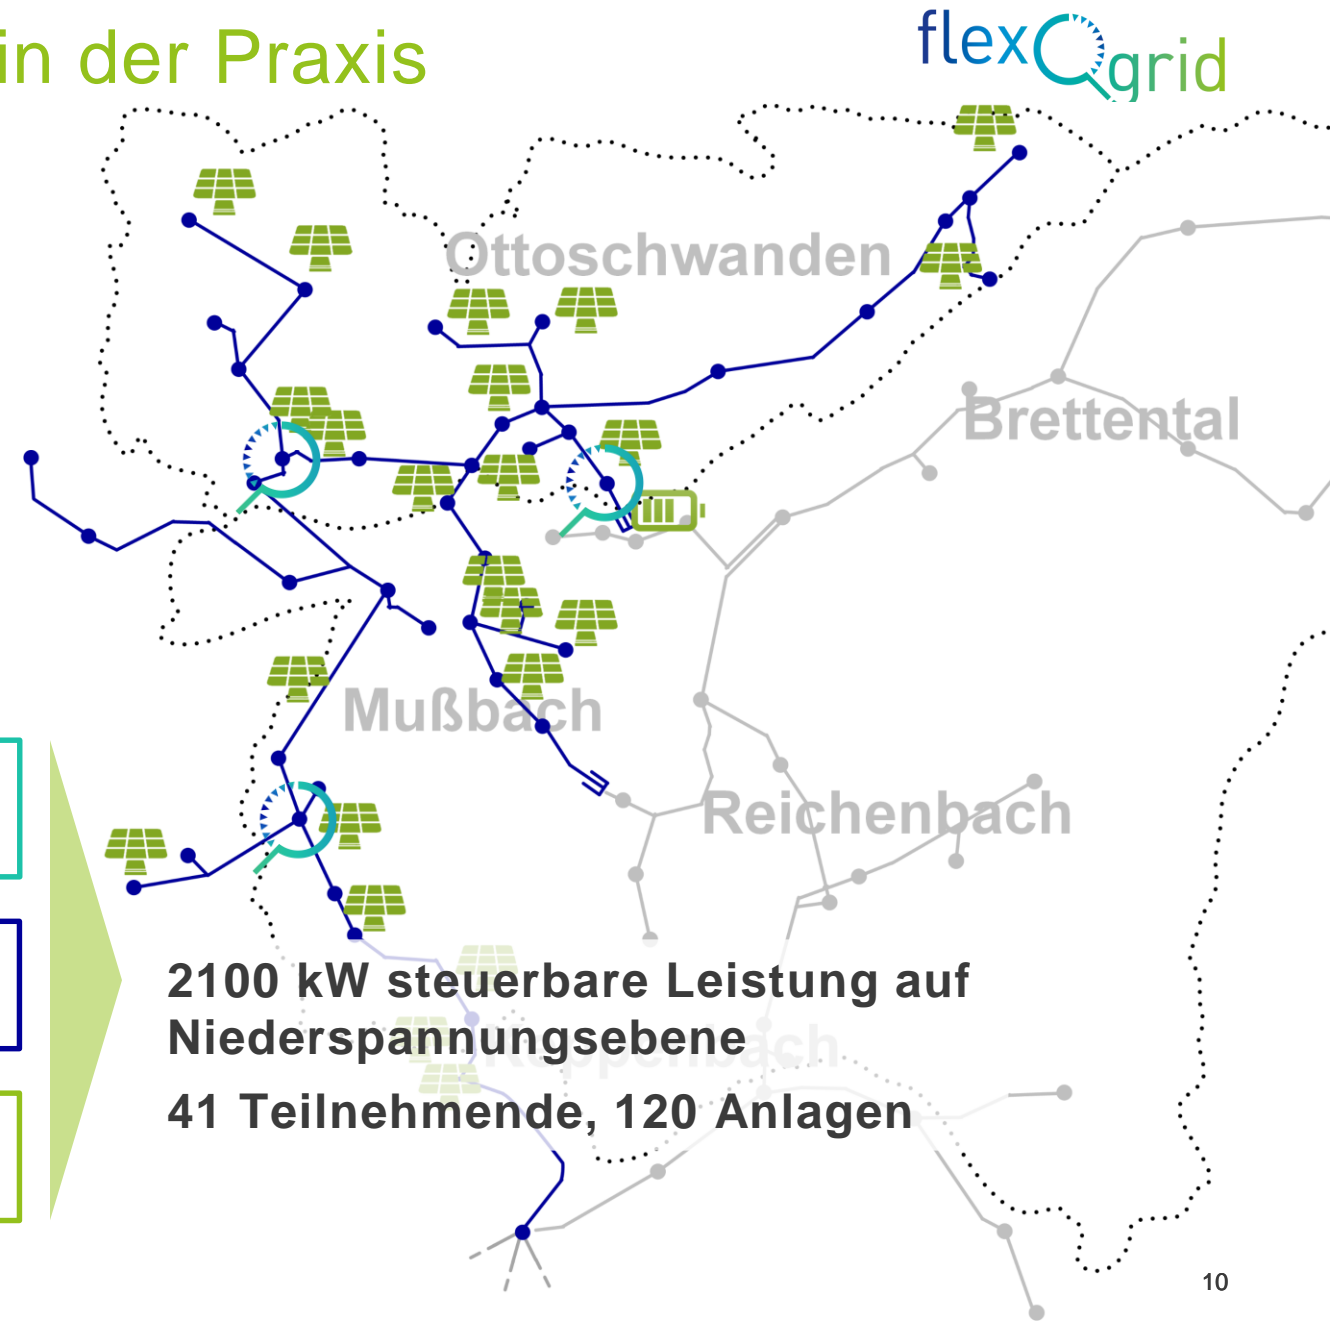 in der Praxis
flexQgrid
Ottoschwanden
Brettental
Mußbach
Reichenbach
2100 kW steuerbare Leistung auf
Niederspannungsebene
Keppenbach
41 Teilnehmende, 120 Anlagen
10